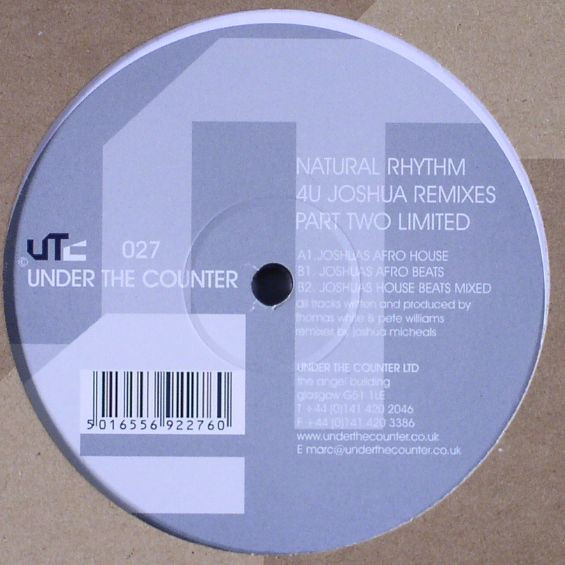 NATURAL RHYTHM
4U JOSHUA REMIXES
PART TWO LIMITED
UTC 027
© UNDER THE COUNTER
A1. JOSHUAS AFRO HOUSE
B1. JOSHUAS AFRO BEATS
B2. JOSHUAS HOUSE BEATS MIXED
all tracks written and produced by
thomas white & pete williams
remixes by joshua micheals
UNDER THE COUNTER LTD
the angel building
glasgow G51 1LE
T +44 (0)141 420 2046
F +44 (0)141 420 3386
www.underthecounter.co.uk
E marc@underthecounter.co.uk
5 016556 922760